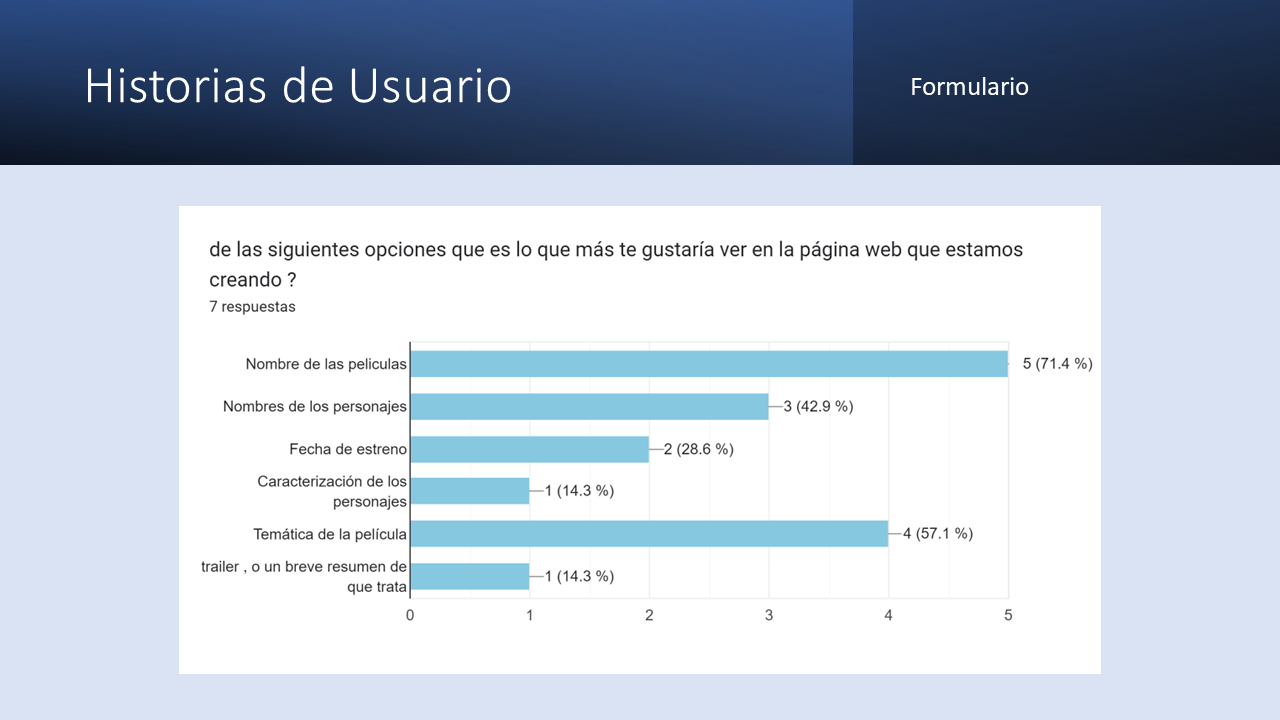 Historias de Usuario
Formulario
de las siguientes opciones que es lo que más te gustaría ver en la página web que estamos
creando ?
7 respuestas
Nombre de las peliculas
5 (71.4 %)
Nombres de los personajes
3 (42.9 %)
Fecha de estreno
2 (28.6 %)
Caracterización de los
personajes
1 (14.3 %)
Temática de la película
4 (57.1 %)
trailer , o un breve resumen de
que trata
1 (14.3 %)
0 1 2 3 4 5